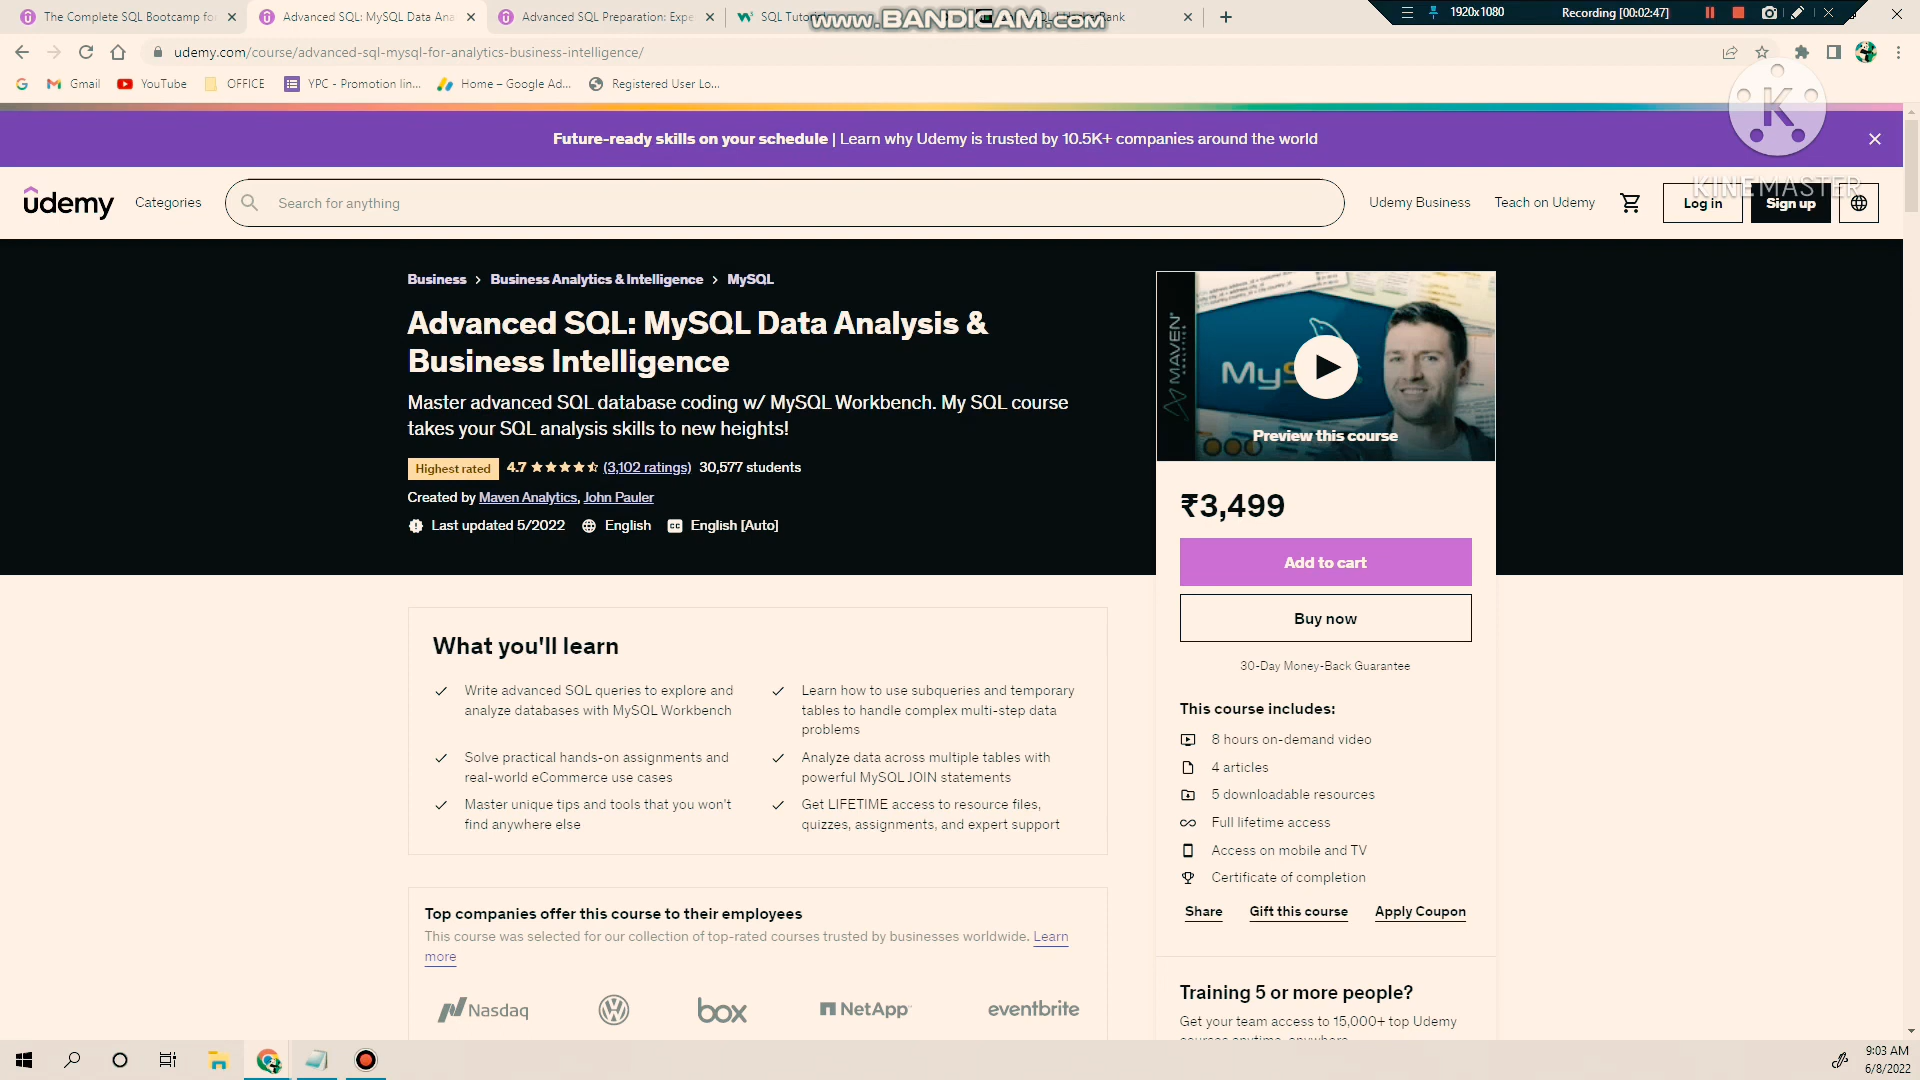 The Complete SQL Bootcamp fo
Advanced SQL: MySQL Data Ana
Advanced SQL Preparation: Expe
SQL Tutorial
www.BANDICAM.com
1920x1080
Recording [00:02:47]
udemy.com/course/advanced-sql-mysql-for-analytics-business-intelligence/
Gmail
YouTube
OFFICE
YPC - Promotion lin...
Home – Google Ad...
Registered User Lo...
K
KINEMASTER
Future-ready skills on your schedule | Learn why Udemy is trusted by 10.5K+ companies around the world
udemy
Categories
Search for anything
Udemy Business
Teach on Udemy
Log in
Sign up
Business > Business Analytics & Intelligence > MySQL
Advanced SQL: MySQL Data Analysis &
Business Intelligence
Master advanced SQL database coding w/ MySQL Workbench. My SQL course
takes your SQL analysis skills to new heights!
Highest rated 4.7 (3,102 ratings) 30,577 students
Created by Maven Analytics, John Pauler
Last updated 5/2022 English English [Auto]
MAVEN
Preview this course
₹3,499
Add to cart
Buy now
30-Day Money-Back Guarantee
This course includes:
8 hours on-demand video
4 articles
5 downloadable resources
Full lifetime access
Access on mobile and TV
Certificate of completion
Share Gift this course Apply Coupon
Training 5 or more people?
Get your team access to 15,000+ top Udemy
courses anytime, anywhere.
What you'll learn
Write advanced SQL queries to explore and
analyze databases with MySQL Workbench
Learn how to use subqueries and temporary
tables to handle complex multi-step data
problems
Solve practical hands-on assignments and
real-world eCommerce use cases
Analyze data across multiple tables with
powerful MySQL JOIN statements
Master unique tips and tools that you won't
find anywhere else
Get LIFETIME access to resource files,
quizzes, assignments, and expert support
Top companies offer this course to their employees
This course was selected for our collection of top-rated courses trusted by businesses worldwide. Learn
more
Nasdaq
box
NetApp
eventbrite
9:03 AM
6/8/2022